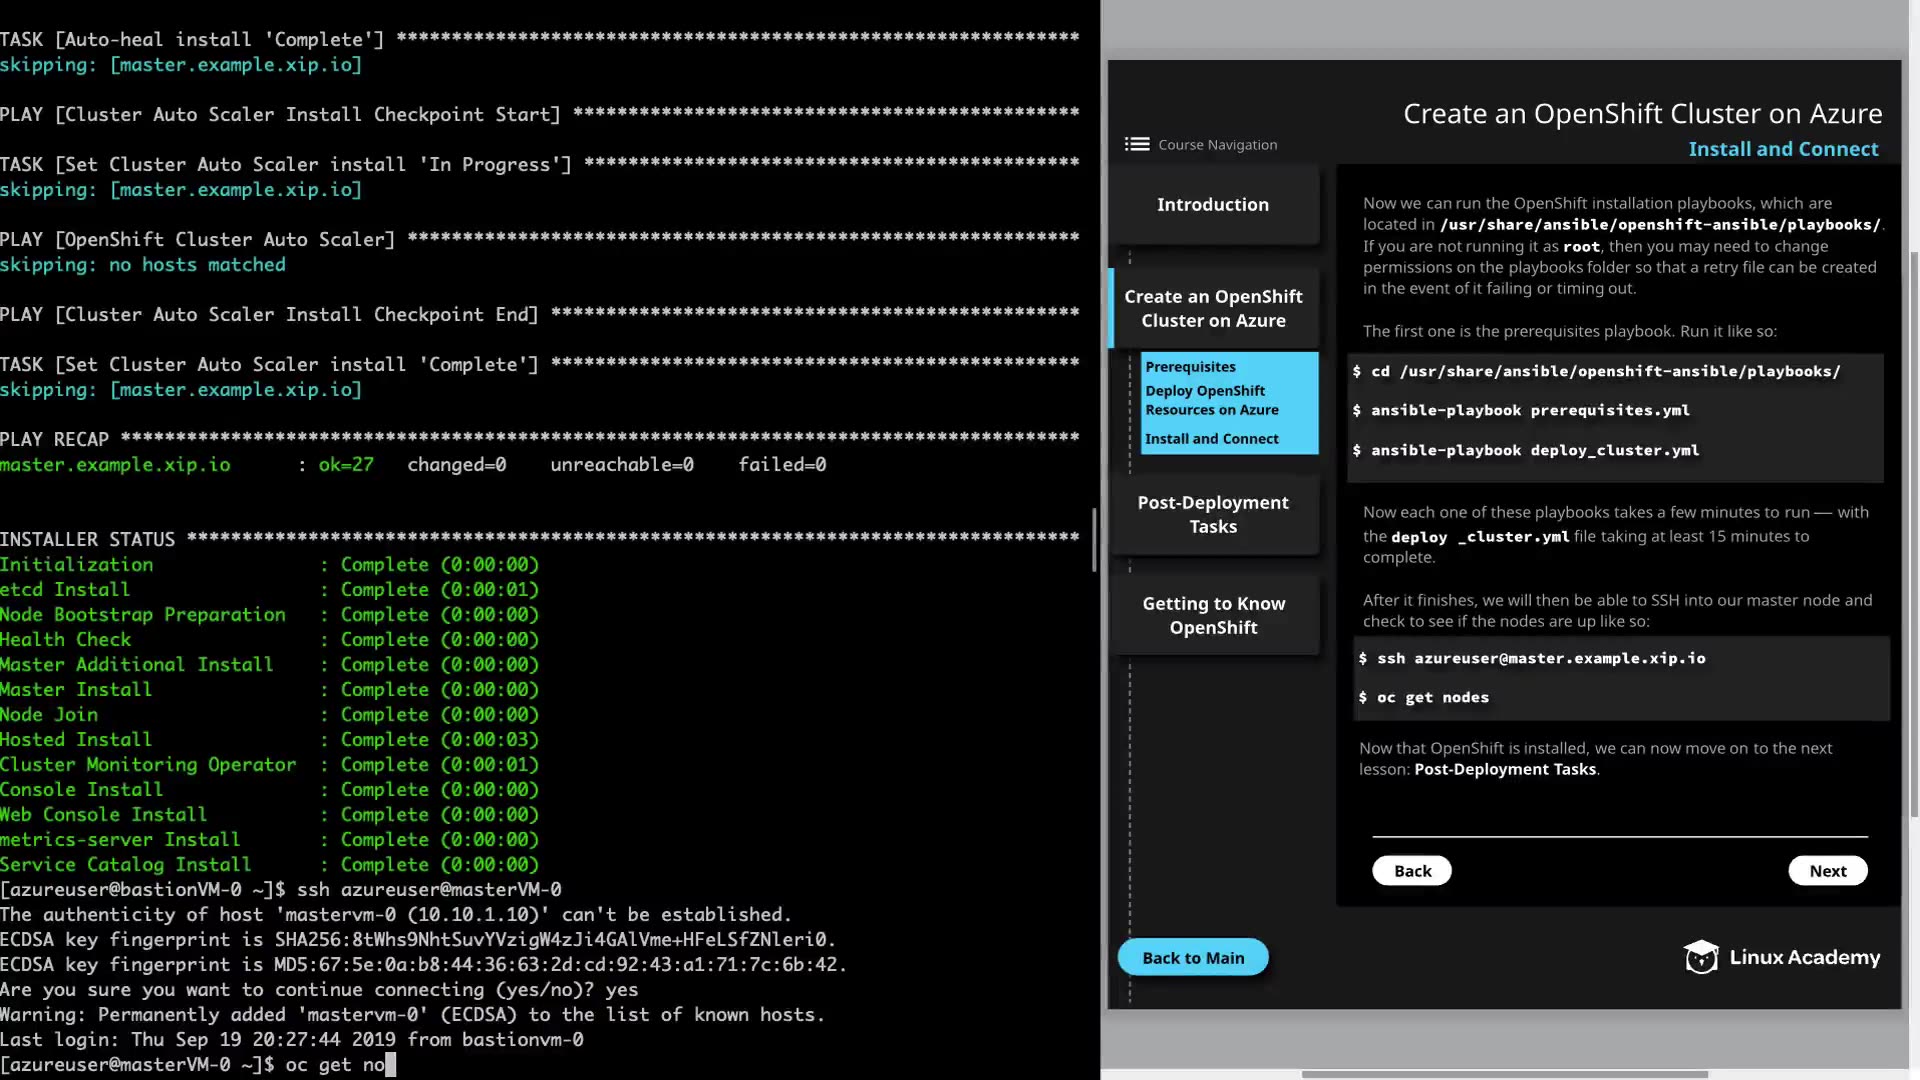 TASK [Auto-heal install 'Complete'] **************************************************************
skipping: [master.example.xip.io]
PLAY [Cluster Auto Scaler Install Checkpoint Start] **********************************************
TASK [Set Cluster Auto Scaler install 'In Progress'] *********************************************
skipping: [master.example.xip.io]
PLAY [OpenShift Cluster Auto Scaler] *************************************************************
skipping: no hosts matched
PLAY [Cluster Auto Scaler Install Checkpoint End] ************************************************
TASK [Set Cluster Auto Scaler install 'Complete'] ************************************************
skipping: [master.example.xip.io]
PLAY RECAP ***************************************************************************************
master.example.xip.io      : ok=27   changed=0    unreachable=0    failed=0
INSTALLER STATUS *********************************************************************************
Initialization               : Complete (0:00:00)
etcd Install                 : Complete (0:00:01)
Node Bootstrap Preparation   : Complete (0:00:00)
Health Check                 : Complete (0:00:00)
Master Additional Install    : Complete (0:00:00)
Master Install               : Complete (0:00:00)
Node Join                    : Complete (0:00:00)
Hosted Install               : Complete (0:00:03)
Cluster Monitoring Operator  : Complete (0:00:01)
Console Install              : Complete (0:00:00)
Web Console Install          : Complete (0:00:00)
metrics-server Install       : Complete (0:00:00)
Service Catalog Install      : Complete (0:00:00)
[azureuser@bastionVM-0 ~]$ ssh azureuser@masterVM-0
The authenticity of host 'mastervm-0 (10.10.1.10)' can't be established.
ECDSA key fingerprint is SHA256:8tWhs9NhtSuvYVzigW4zJi4GAlVme+HFeLSfZNleri0.
ECDSA key fingerprint is MD5:67:5e:0a:b8:44:36:63:2d:cd:92:43:a1:71:7c:6b:42.
Are you sure you want to continue connecting (yes/no)? yes
Warning: Permanently added 'mastervm-0' (ECDSA) to the list of known hosts.
Last login: Thu Sep 19 20:27:44 2019 from bastionvm-0
[azureuser@masterVM-0 ~]$ oc get no
Create an OpenShift Cluster on Azure
Course Navigation
Install and Connect
Introduction
Create an OpenShift
Cluster on Azure
Prerequisites
Deploy OpenShift
Resources on Azure
Install and Connect
Post-Deployment
Tasks
Getting to Know
OpenShift
Back to Main
Now we can run the OpenShift installation playbooks, which are
located in /usr/share/ansible/openshift-ansible/playbooks/.
If you are not running it as root, then you may need to change
permissions on the playbooks folder so that a retry file can be created
in the event of it failing or timing out.
The first one is the prerequisites playbook. Run it like so:
$ cd /usr/share/ansible/openshift-ansible/playbooks/
$ ansible-playbook prerequisites.yml
$ ansible-playbook deploy_cluster.yml
Now each one of these playbooks takes a few minutes to run — with
the deploy _cluster.yml file taking at least 15 minutes to
complete.
After it finishes, we will then be able to SSH into our master node and
check to see if the nodes are up like so:
$ ssh azureuser@master.example.xip.io
$ oc get nodes
Now that OpenShift is installed, we can now move on to the next
lesson: Post-Deployment Tasks.
Back
Next
Linux Academy